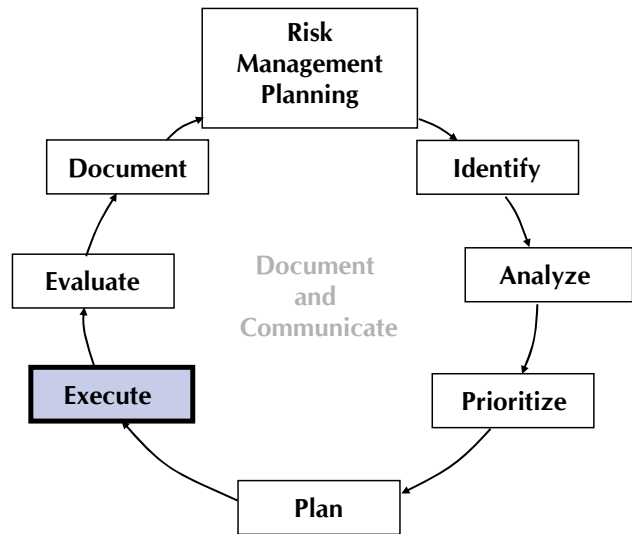 Risk
Management
Planning
Identify
Analyze
Prioritize
Plan
Execute
Evaluate
Document
Document
and
Communicate